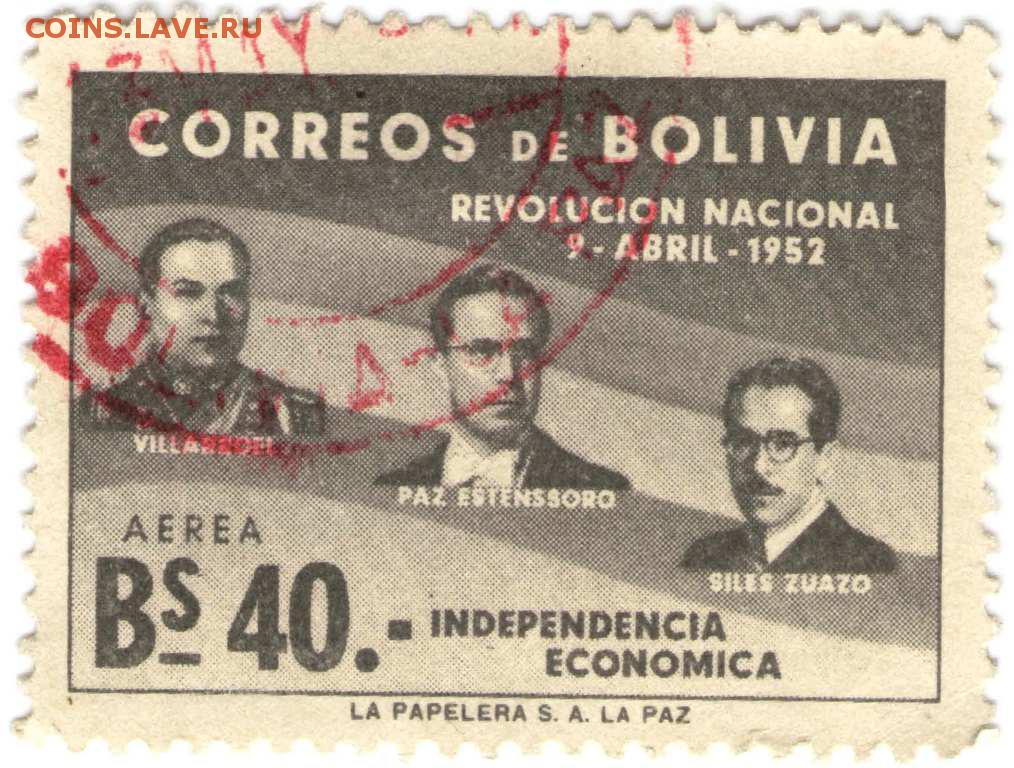 COINS.LAVE.RU
CORREOS DE BOLIVIA
REVOLUCION NACIONAL
9 - ABRIL - 1952
VILLARROEL
PAZ ESTENSSORO
SILES ZUAZO
AEREA
BS 40.-
INDEPENDENCIA
ECONOMICA
LA PAPELERA S. A. LA PAZ